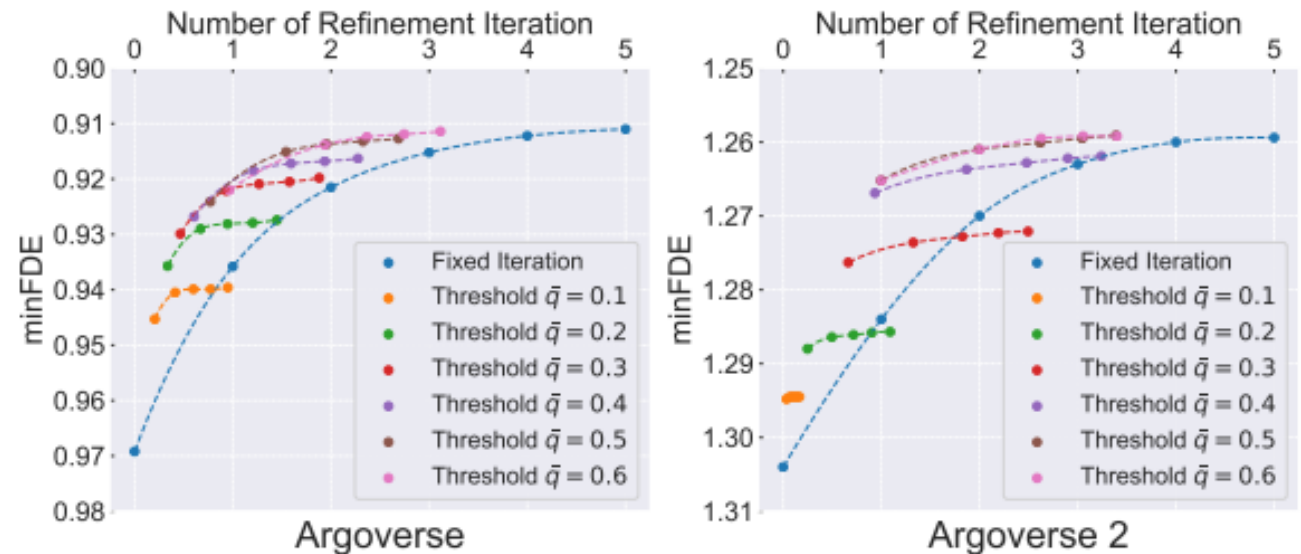 Number of Refinement Iteration
0 1 2 3 4 5
0.90
0.91
0.92
0.93
0.94
0.95
0.96
0.97
0.98
minFDE
Fixed Iteration
Threshold q̄ = 0.1
Threshold q̄ = 0.2
Threshold q̄ = 0.3
Threshold q̄ = 0.4
Threshold q̄ = 0.5
Threshold q̄ = 0.6
Argoverse
Number of Refinement Iteration
0 1 2 3 4 5
1.25
1.26
1.27
1.28
1.29
1.30
1.31
minFDE
Fixed Iteration
Threshold q̄ = 0.1
Threshold q̄ = 0.2
Threshold q̄ = 0.3
Threshold q̄ = 0.4
Threshold q̄ = 0.5
Threshold q̄ = 0.6
Argoverse 2